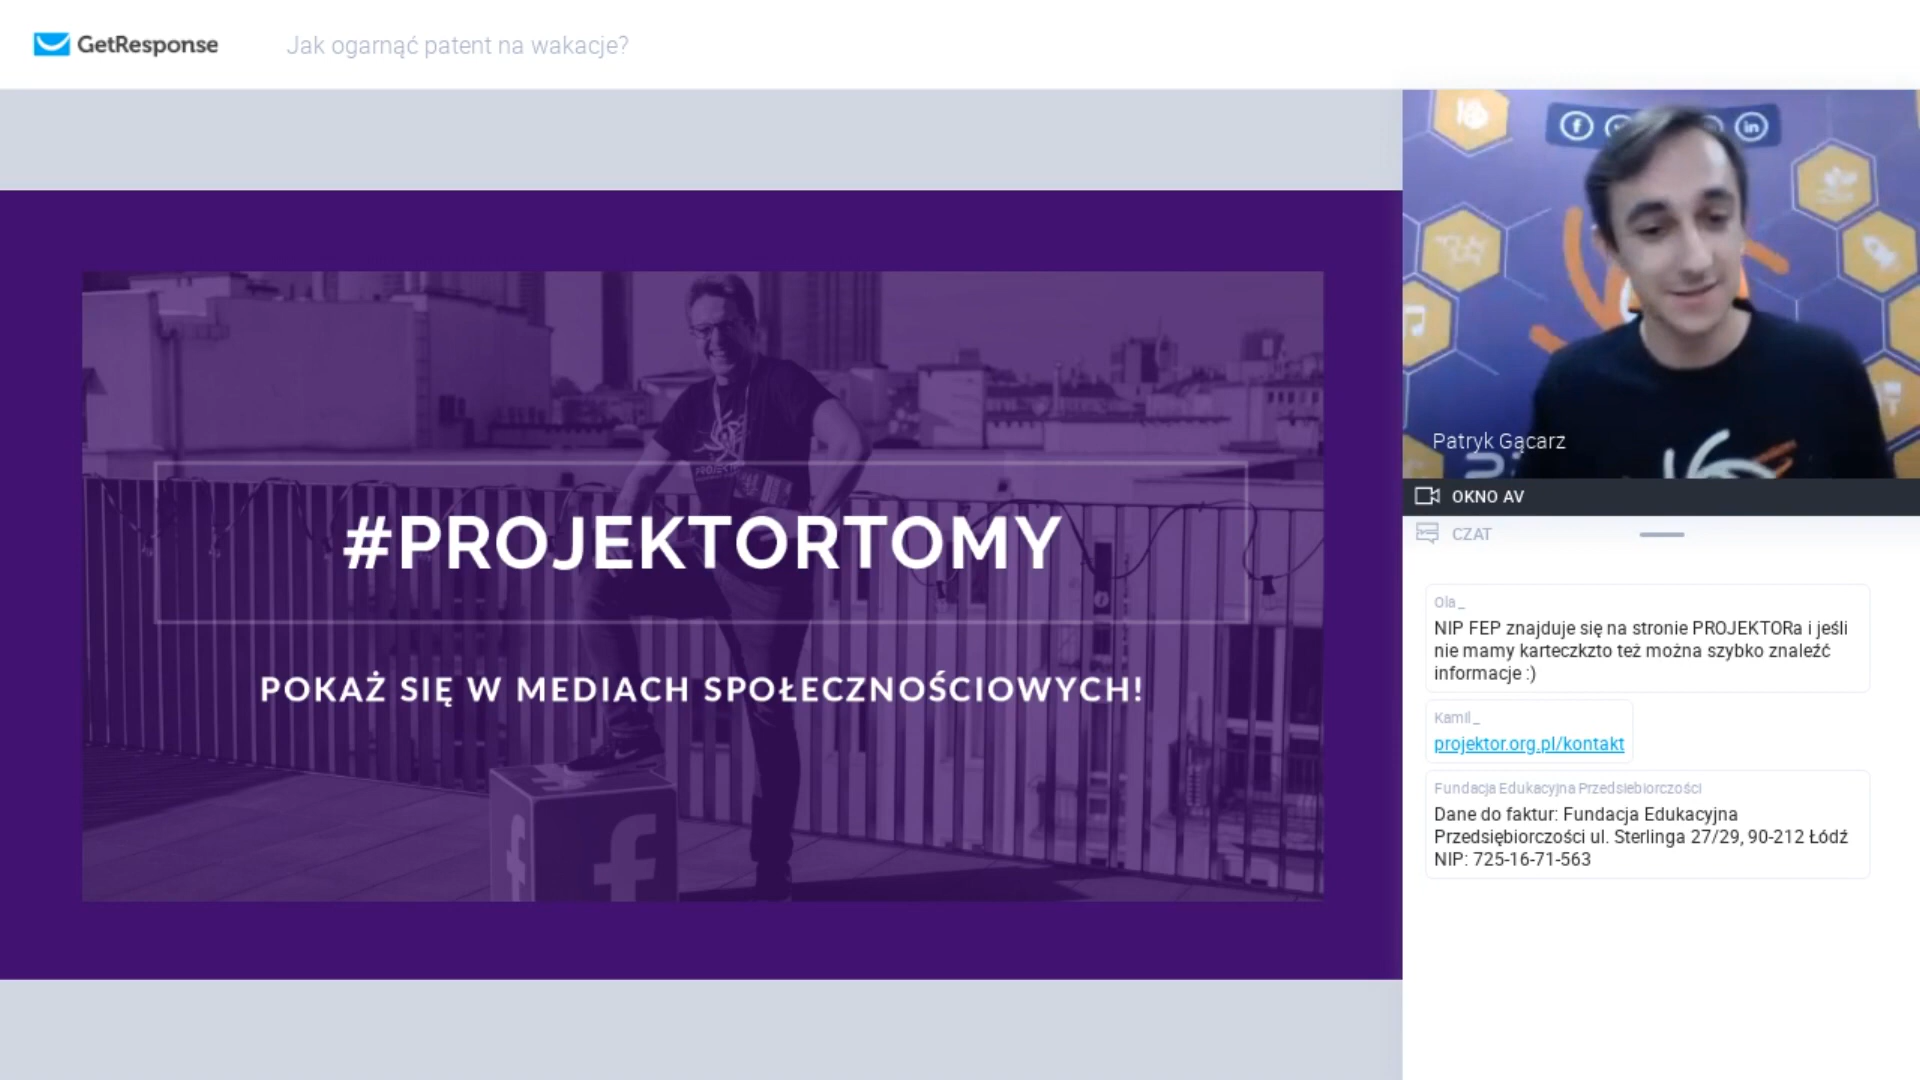 GetResponse
Jak ogarnąć patent na wakacje?
#PROJEKTORTOMY
POKAŻ SIĘ W MEDIACH SPOŁECZNOŚCIOWYCH!
Patryk Gącarz
OKNO AV
CZAT
Ola_
NIP FEP znajduje się na stronie PROJEKTORa i jeśli
nie mamy karteczkzto też można szybko znaleźć
informacje :)
Kamil_
projektor.org.pl/kontakt
Fundacja Edukacyjna Przedsiebiorczości
Dane do faktur: Fundacja Edukacyjna
Przedsiębiorczości ul. Sterlinga 27/29, 90-212 Łódź
NIP: 725-16-71-563